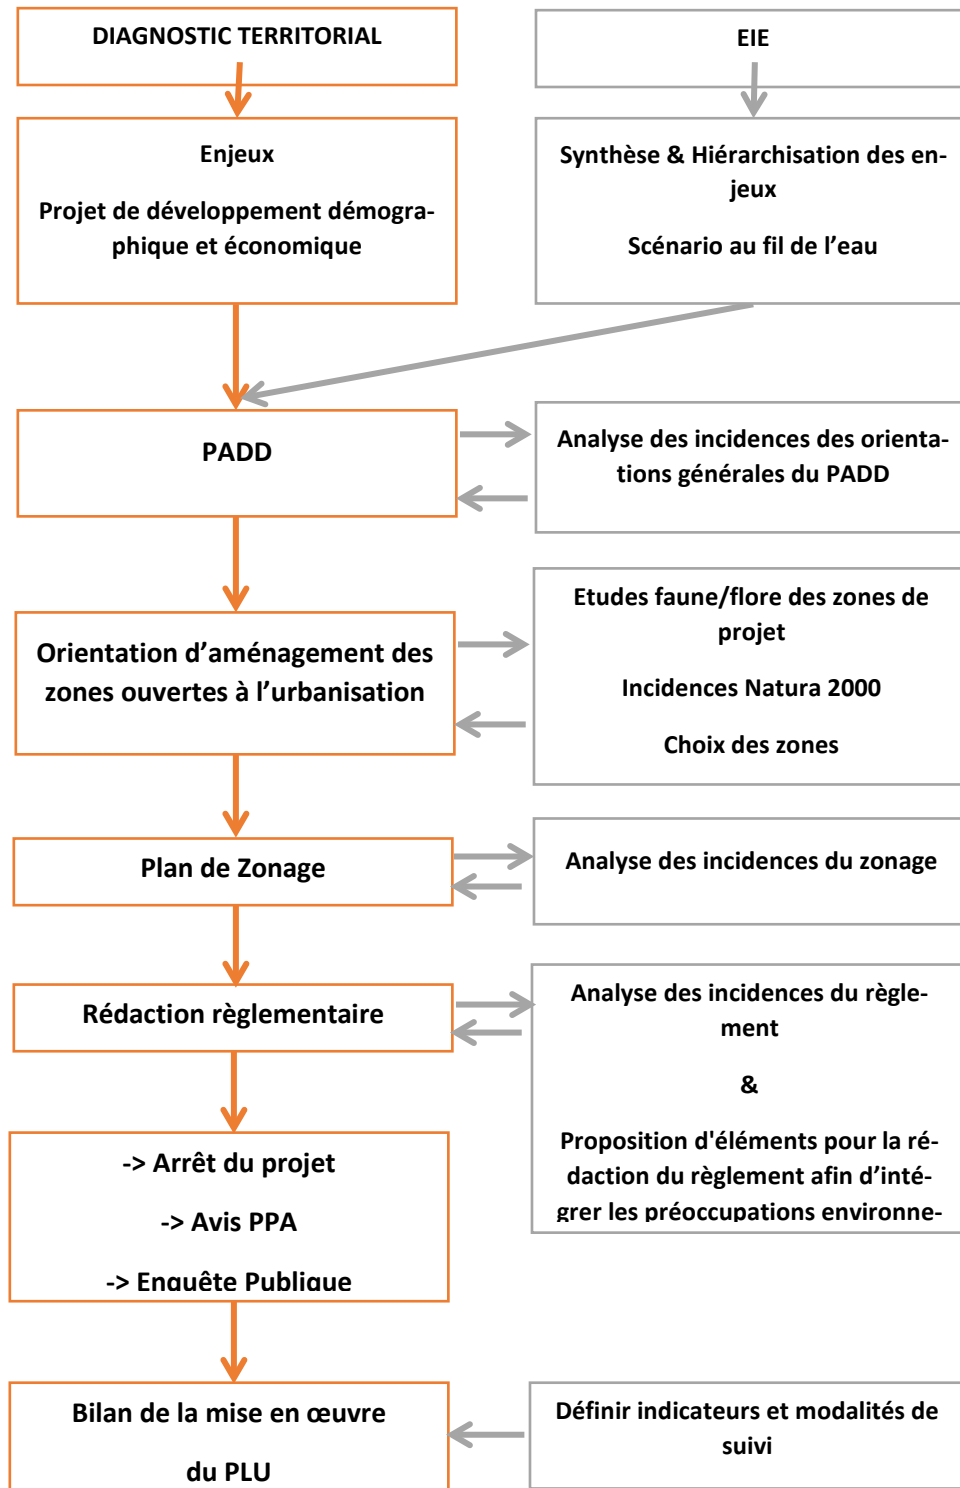 DIAGNOSTIC TERRITORIAL
EIE
Enjeux
Projet de développement démogra-
phique et économique
Synthèse & Hiérarchisation des en-
jeux
Scénario au fil de l’eau
PADD
Analyse des incidences des orienta-
tions générales du PADD
Orientation d’aménagement des
zones ouvertes à l’urbanisation
Etudes faune/flore des zones de
projet
Incidences Natura 2000
Choix des zones
Plan de Zonage
Analyse des incidences du zonage
Rédaction règlementaire
Analyse des incidences du règle-
ment
&
Proposition d'éléments pour la ré-
daction du règlement afin d’inté-
grer les préoccupations environne-
-> Arrêt du projet
-> Avis PPA
-> Enquête Publique
Bilan de la mise en œuvre
du PLU
Définir indicateurs et modalités de
suivi